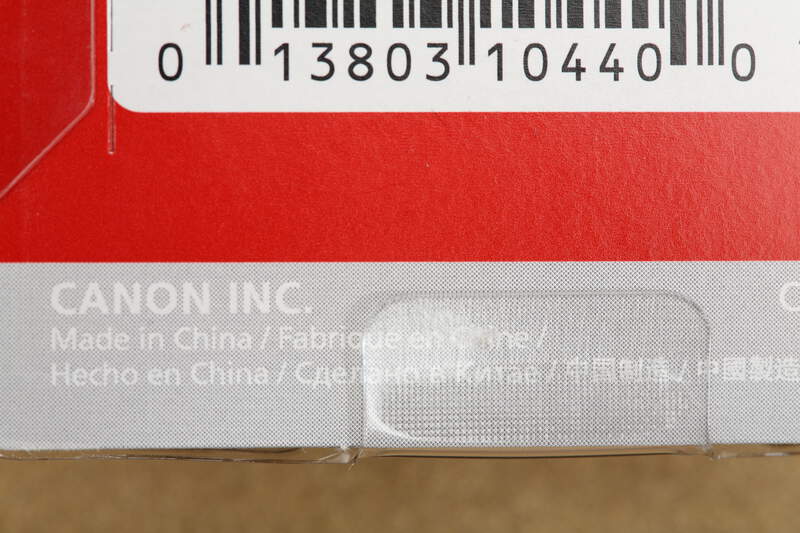 0 13803 10440 0
CANON INC.
Made in China / Fabriqué en Chine /
Hecho en China / Сделано в Китае / 中国制造 / 中國製造